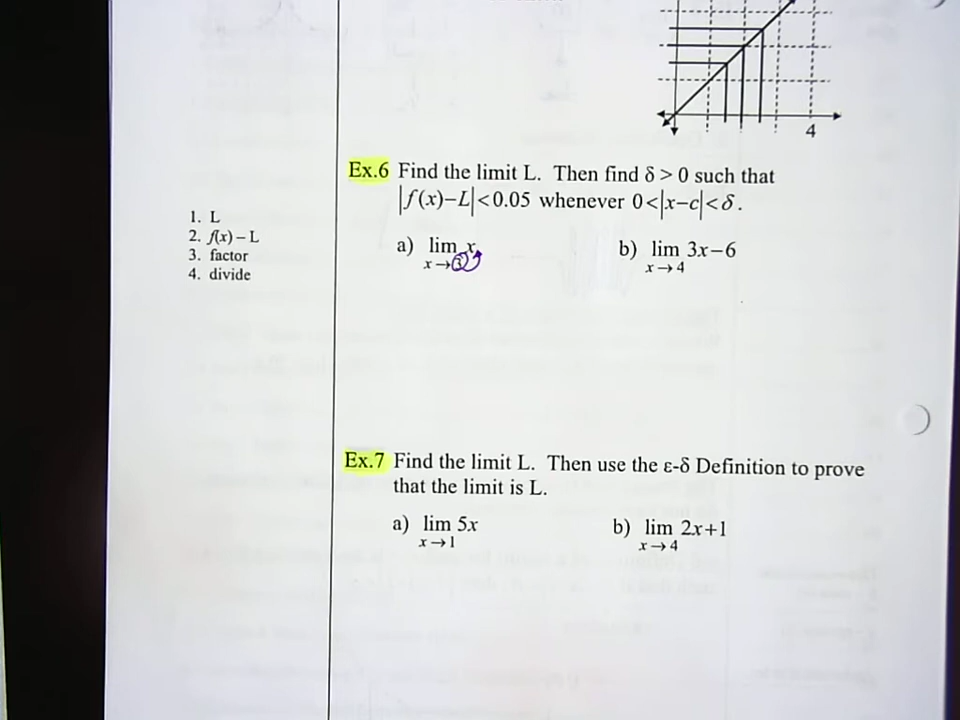 4
Ex.6 Find the limit L. Then find δ > 0 such that
|f(x)−L|<0.05 whenever 0<|x−c|<δ.
1. L
2. f(x) – L
3. factor
4. divide
a) lim x
x→3
b) lim 3x−6
x→4
Ex.7 Find the limit L. Then use the ε-δ Definition to prove
that the limit is L.
a) lim 5x
x→1
b) lim 2x+1
x→4